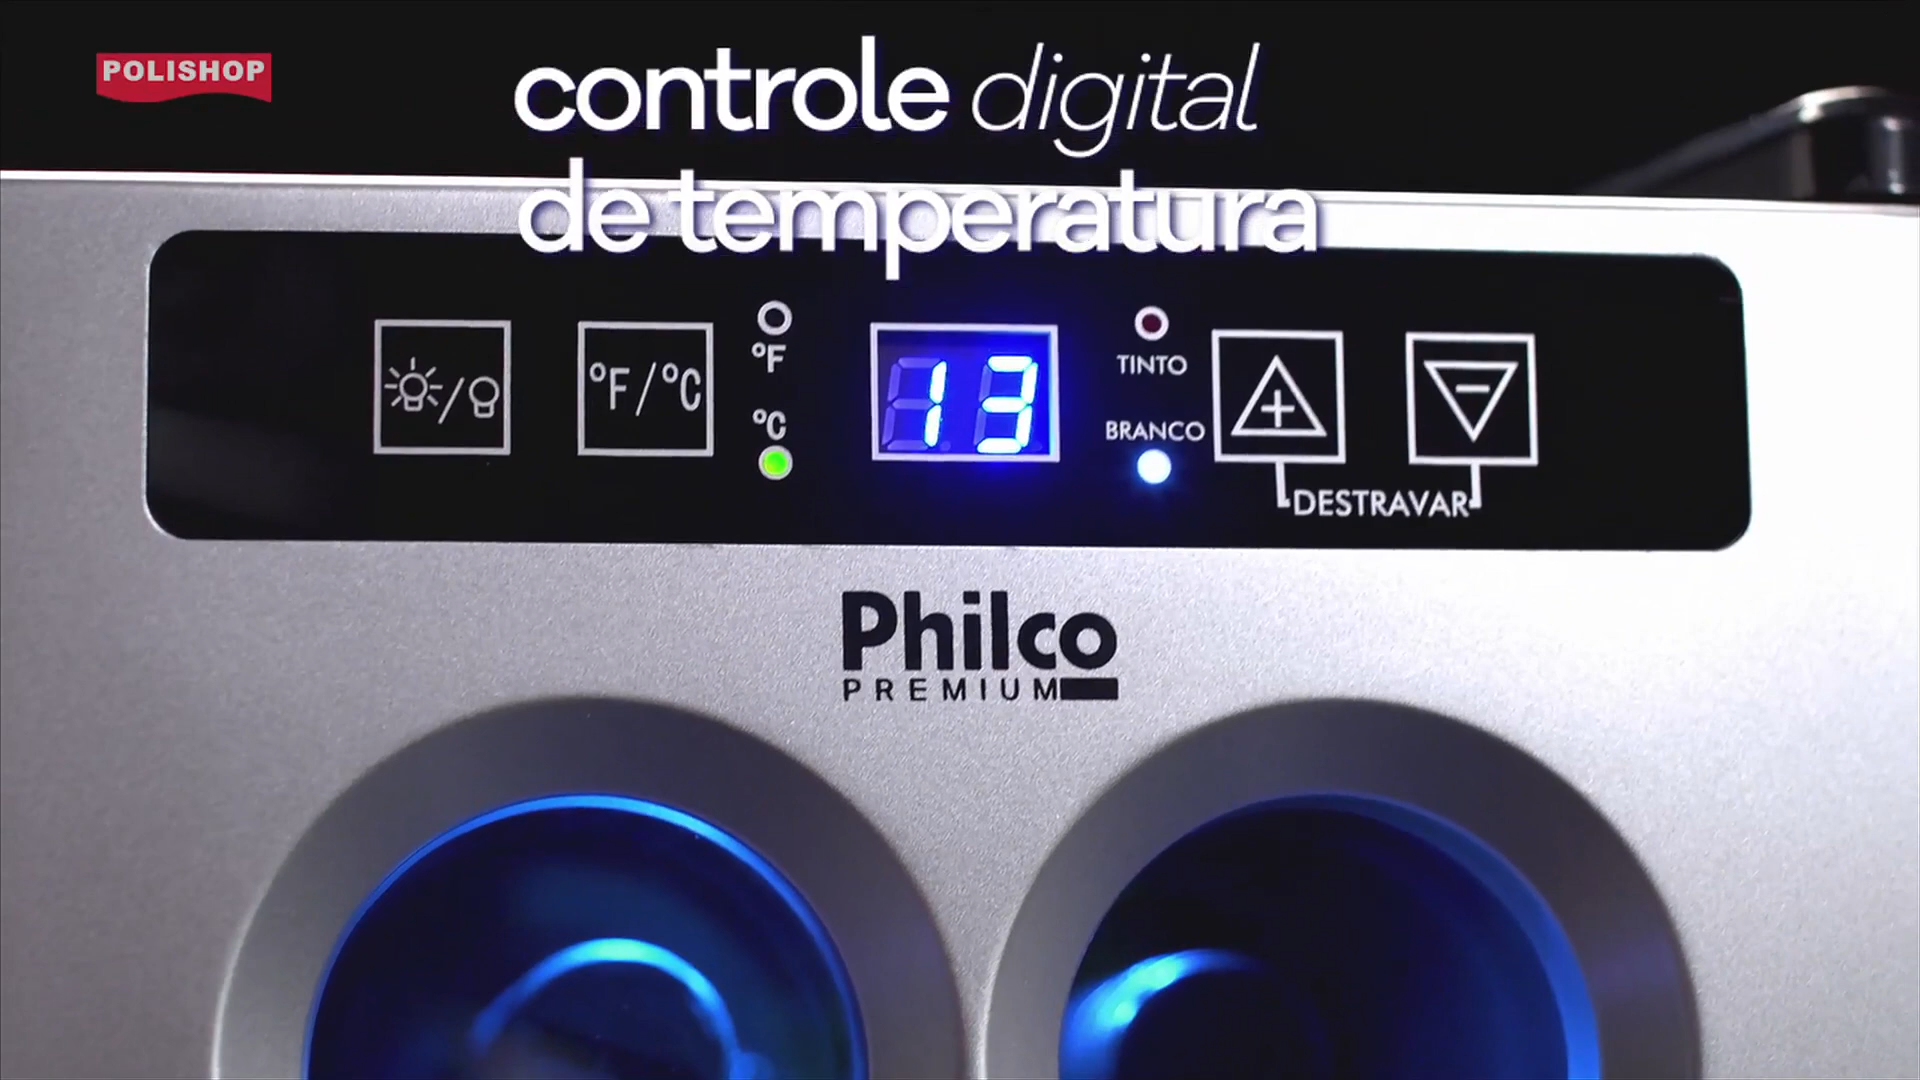 POLISHOP
controle digital
de temperatura
°F/°C
°F
°C
13
TINTO
BRANCO
DESTRAVAR
Philco
PREMIUM